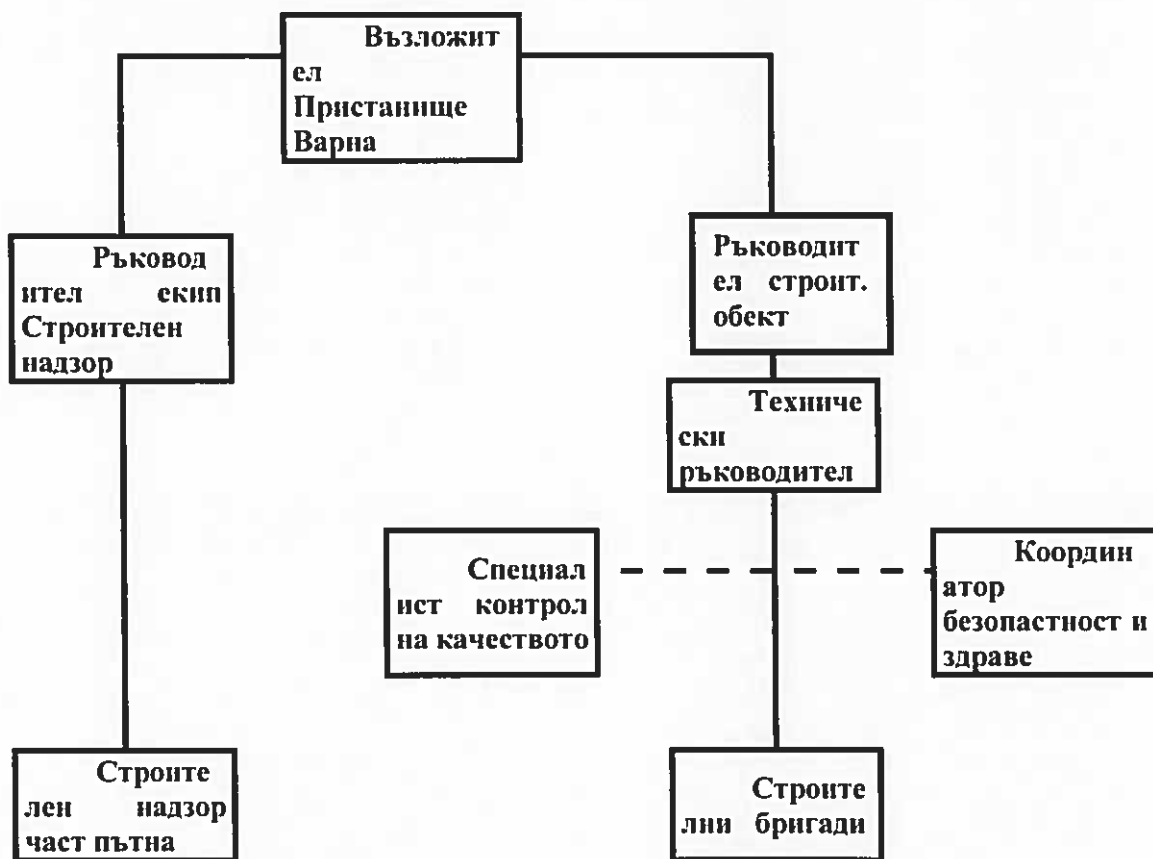 Възложит
ел
Пристанище
Варна
Ръковод
ител екип
Строителен
надзор
Ръководит
ел строит.
обект
Техниче
ски
ръководител
Специал
ист контрол
на качеството
Координ
атор
безопастност и
здраве
Строите
лен надзор
част пътна
Строите
лни бригади